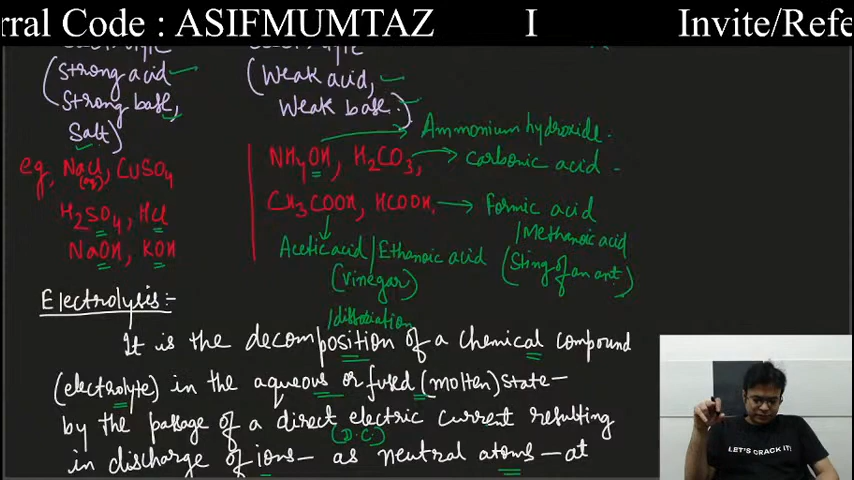 rral Code : ASIFMUMTAZ I Invite/Refe
(Strong acid
Strong base,
Salt)
(Weak acid,
Weak base.)
eg, NaCl, CuSO4
(aq)
H2SO4, HCl
NaOH, KOH
NH4OH, H2CO3,
Ammonium hydroxide.
carbonic acid
CH3COOH, HCOOH,
Formic acid
/Methanoic acid
(Sting of an ant)
Acetic acid/Ethanoic acid
(vinegar)
Electrolysis:-
/dissociation
It is the decomposition of a chemical compound
(electrolyte) in the aqueous or fused (molten) state-
by the passage of a direct electric current resulting
(D.C.)
in discharge of ions- as neutral atoms- at
LET'S CRACK IT!